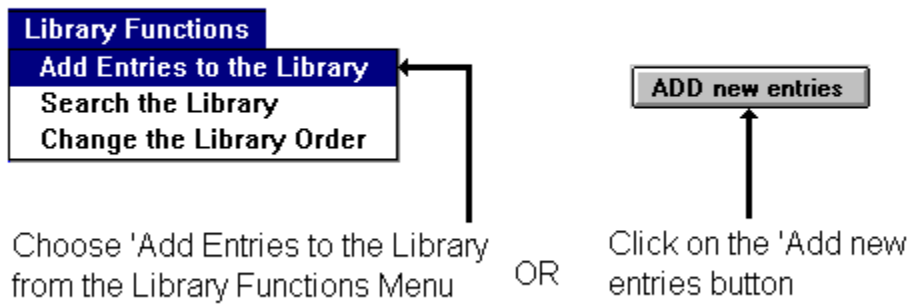 Library Functions
Add Entries to the Library
Search the Library
Change the Library Order
ADD new entries
Choose 'Add Entries to the Library
from the Library Functions Menu
OR
Click on the 'Add new
entries button